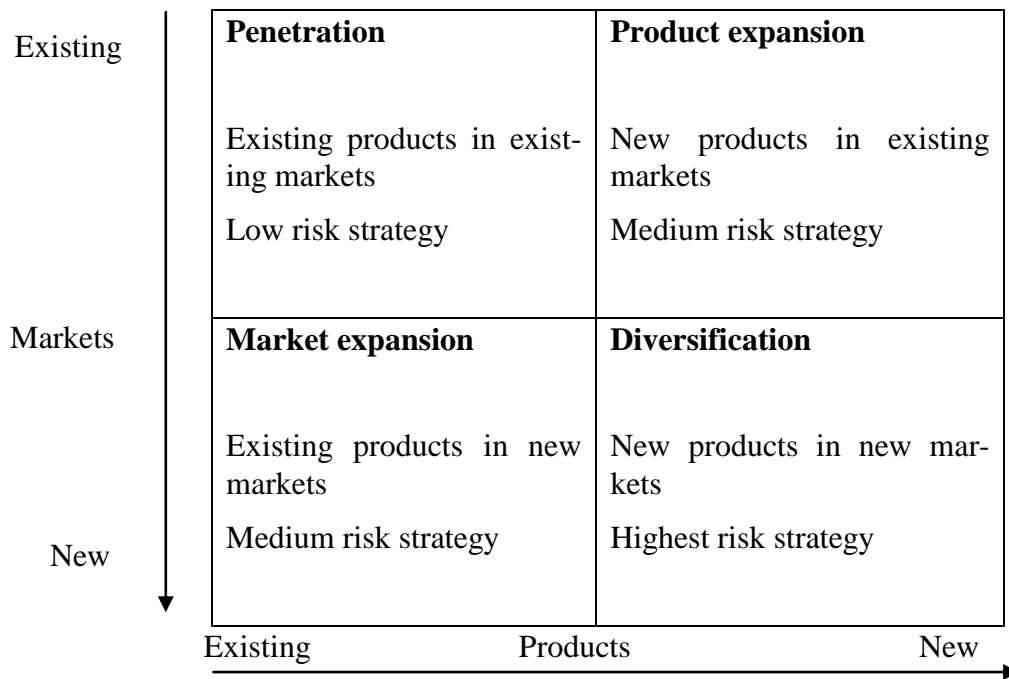 Existing
Penetration
Existing products in exist-
ing markets
Low risk strategy
Product expansion
New products in existing
markets
Medium risk strategy
Markets
Market expansion
Existing products in new
markets
Medium risk strategy
Diversification
New products in new mar-
kets
Highest risk strategy
New
Existing Products New